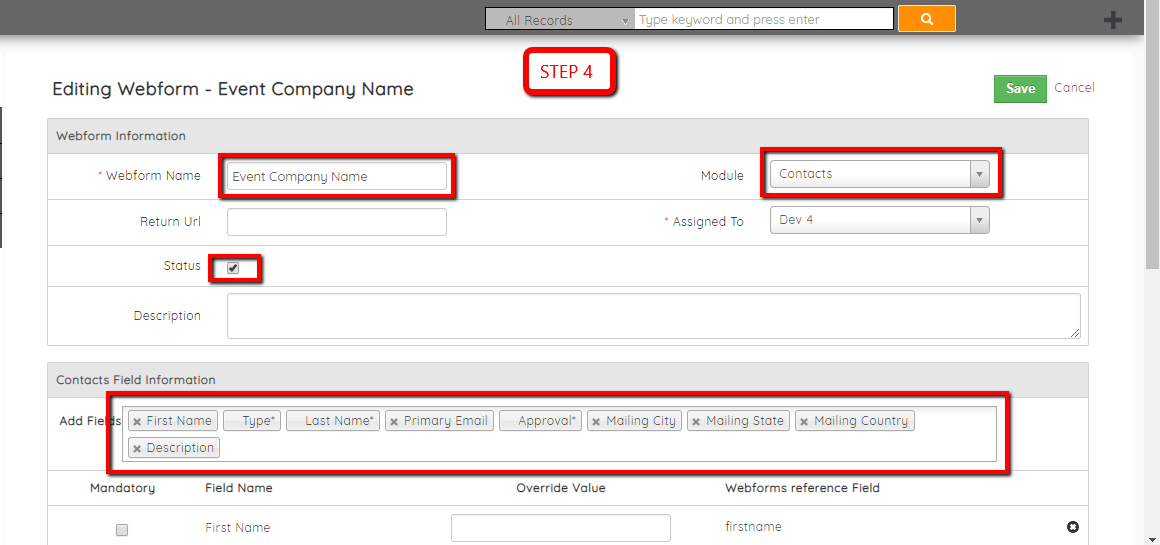 All Records Type keyword and press enter
STEP 4
Editing Webform - Event Company Name Save Cancel
Webform Information
* Webform Name Event Company Name Module Contacts
Return Url * Assigned To Dev 4
Status
Description
Contacts Field Information
Add Fields × First Name Type* Last Name* × Primary Email Approval* × Mailing City × Mailing State × Mailing Country
× Description
Mandatory Field Name Override Value Webforms reference Field
First Name firstname